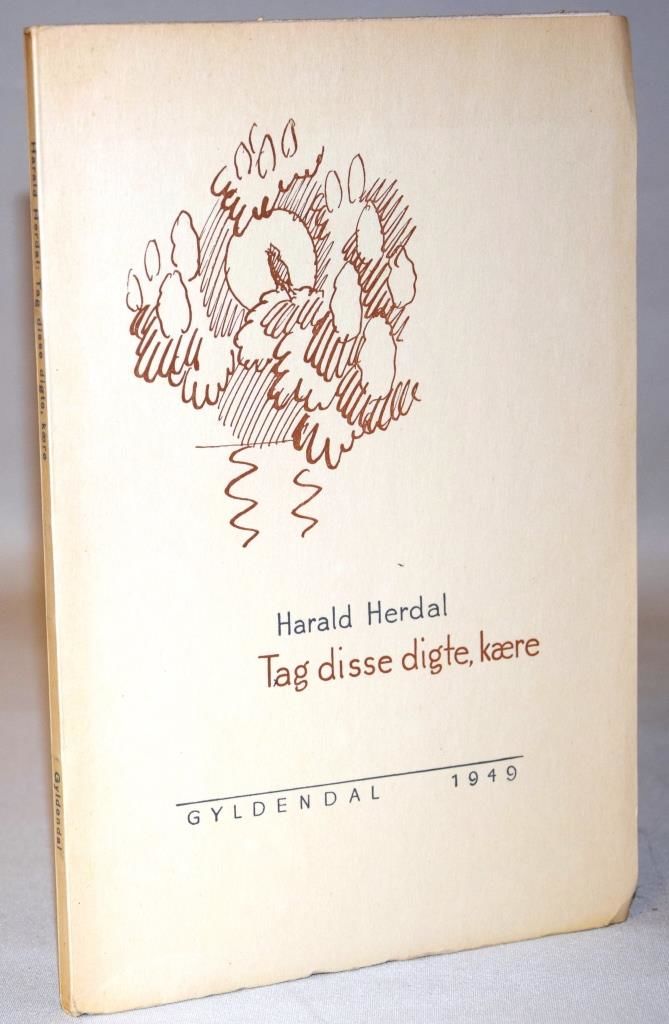 Harald Herdal: Tag disse digte, kære
Gyldendal
Harald Herdal
Tag disse digte, kære
GYLDENDAL 1949